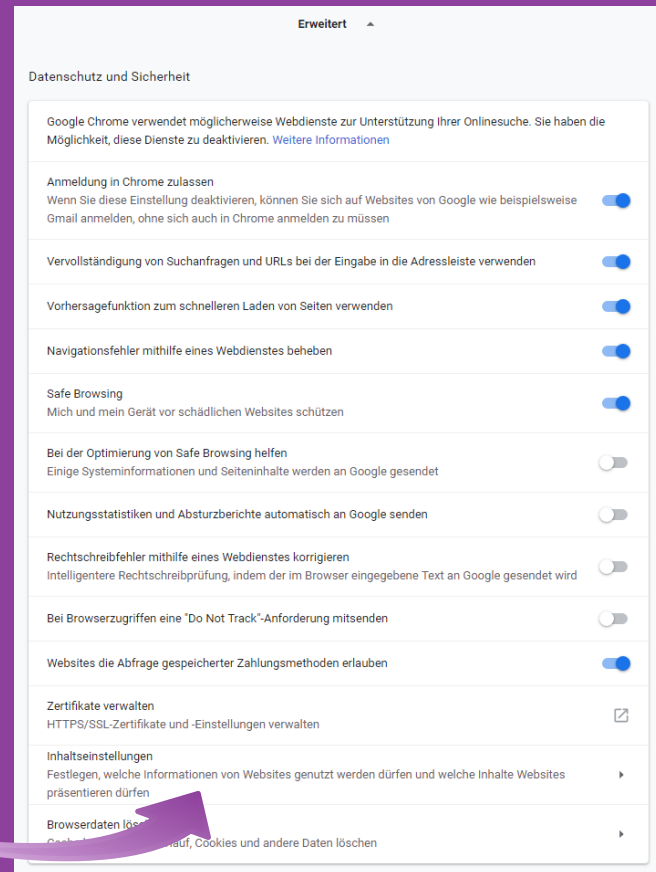 Erweitert
Datenschutz und Sicherheit
Google Chrome verwendet möglicherweise Webdienste zur Unterstützung Ihrer Onlinesuche. Sie haben die
Möglichkeit, diese Dienste zu deaktivieren. Weitere Informationen
Anmeldung in Chrome zulassen
Wenn Sie diese Einstellung deaktivieren, können Sie sich auf Websites von Google wie beispielsweise
Gmail anmelden, ohne sich auch in Chrome anmelden zu müssen
Vervollständigung von Suchanfragen und URLs bei der Eingabe in die Adressleiste verwenden
Vorhersagefunktion zum schnelleren Laden von Seiten verwenden
Navigationsfehler mithilfe eines Webdienstes beheben
Safe Browsing
Mich und mein Gerät vor schädlichen Websites schützen
Bei der Optimierung von Safe Browsing helfen
Einige Systeminformationen und Seiteninhalte werden an Google gesendet
Nutzungsstatistiken und Absturzberichte automatisch an Google senden
Rechtschreibfehler mithilfe eines Webdienstes korrigieren
Intelligentere Rechtschreibprüfung, indem der im Browser eingegebene Text an Google gesendet wird
Bei Browserzugriffen eine "Do Not Track"-Anforderung mitsenden
Websites die Abfrage gespeicherter Zahlungsmethoden erlauben
Zertifikate verwalten
HTTPS/SSL-Zertifikate und -Einstellungen verwalten
Inhaltseinstellungen
Festlegen, welche Informationen von Websites genutzt werden dürfen und welche Inhalte Websites
präsentieren dürfen
Browserdaten
Cookies und andere Daten löschen